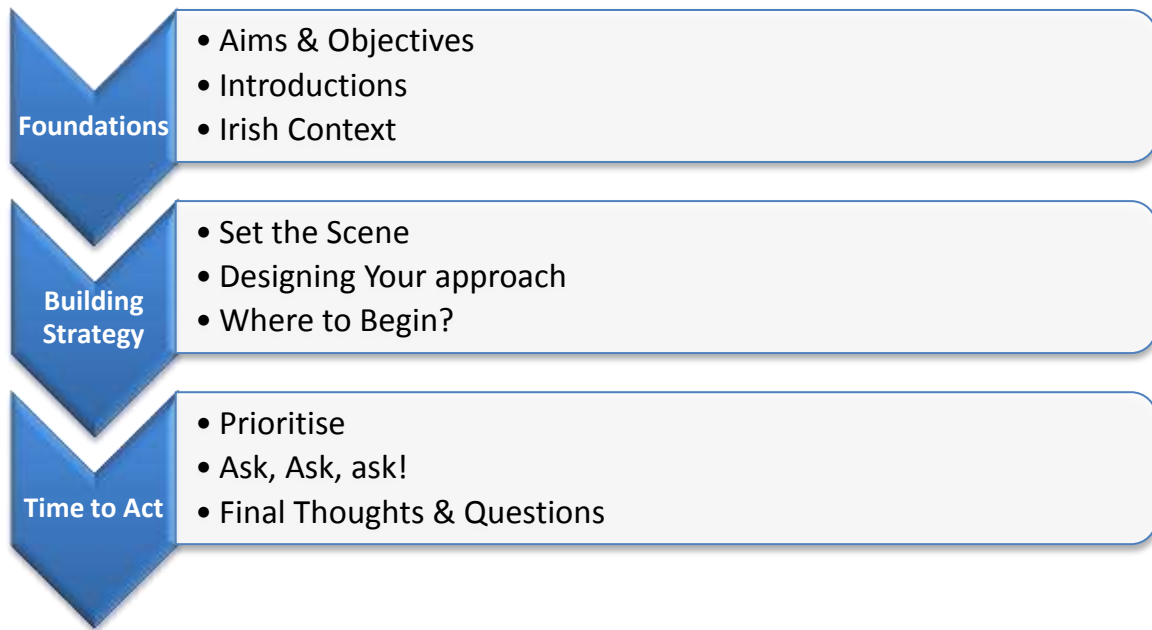 Foundations
• Aims & Objectives
• Introductions
• Irish Context
Building
Strategy
• Set the Scene
• Designing Your approach
• Where to Begin?
Time to Act
• Prioritise
• Ask, Ask, ask!
• Final Thoughts & Questions